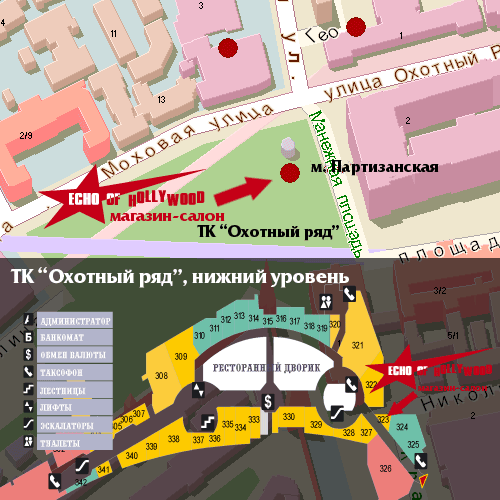 3
4
11
13
2/9
ул.
Гео
1
улица Охотный Р
Моховая улица
2
Манежная площадь
м. Партизанская
ECHO OF HOLLYWOOD
магазин-салон
ТК “Охотный ряд”
а
площад
ТК “Охотный ряд”, нижний уровень
АДМИНИСТРАТОР
БАНКОМАТ
ОБМЕН ВАЛЮТЫ
ТАКСОФОН
ЛЕСТНИЦЫ
ЛИФТЫ
ЭСКАЛАТОРЫ
ТУАЛЕТЫ
3/2
5/1
2
310 311 312 313 314 315 316 317 318 319 320
309
308
321
322
РЕСТОРАННЫЙ ДВОРИК
ECHO OF HOLLYWOOD
магазин-салон
Никол
305 306 307
323
324
325
326
327
328
329
330
334
335
336
337
338
339
340
341
342